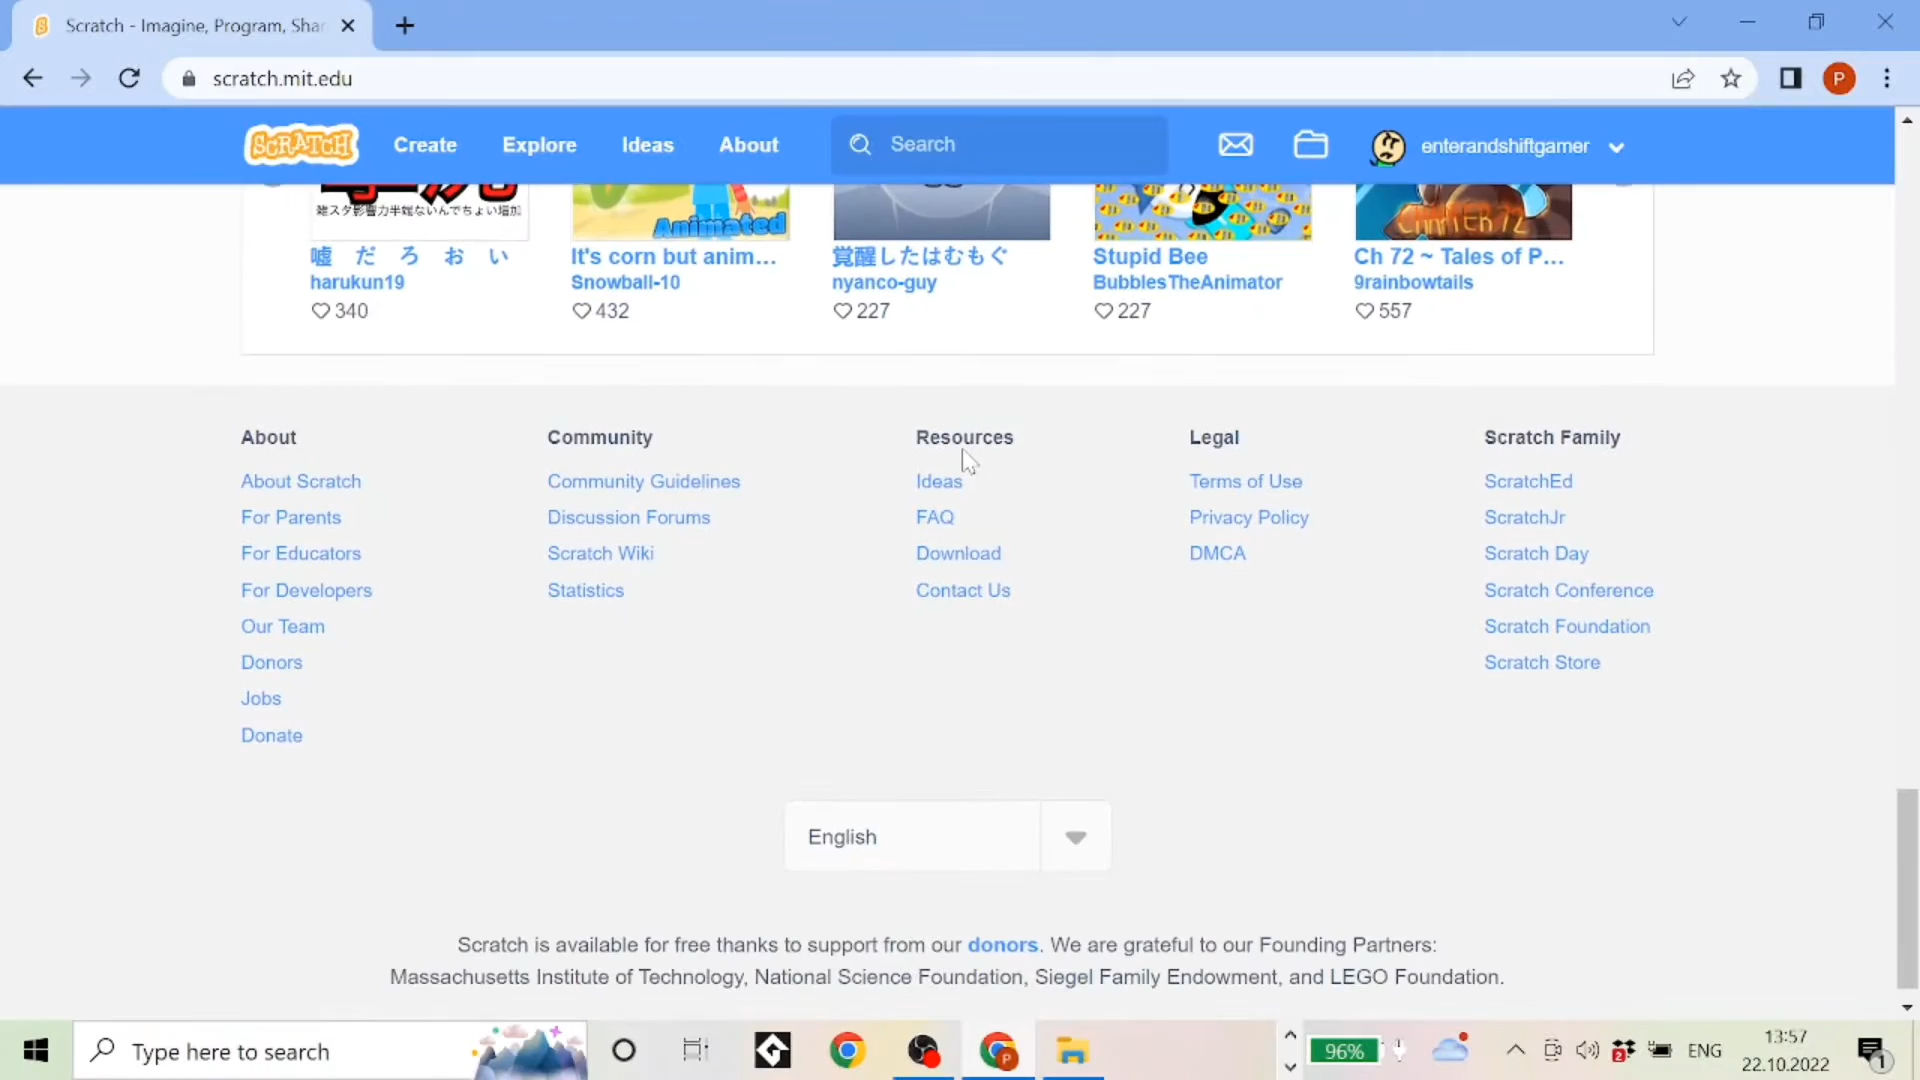 Scratch - Imagine, Program, Shar
scratch.mit.edu
P
SCRATCH Create Explore Ideas About Search enterandshiftgamer
Animated
CHAPTER 72
嘘 だ ろ お い It's corn but anim... 覚醒したはむもぐ Stupid Bee Ch 72 ~ Tales of P...
harukun19 Snowball-10 nyanco-guy BubblesTheAnimator 9rainbowtails
340 432 227 227 557
About Community Resources Legal Scratch Family
About Scratch Community Guidelines Ideas Terms of Use ScratchEd
For Parents Discussion Forums FAQ Privacy Policy ScratchJr
For Educators Scratch Wiki Download DMCA Scratch Day
For Developers Statistics Contact Us Scratch Conference
Our Team Scratch Foundation
Donors Scratch Store
Jobs
Donate
English
Scratch is available for free thanks to support from our donors. We are grateful to our Founding Partners:
Massachusetts Institute of Technology, National Science Foundation, Siegel Family Endowment, and LEGO Foundation.
Type here to search P 96% 2 ENG 13:57 1
22.10.2022